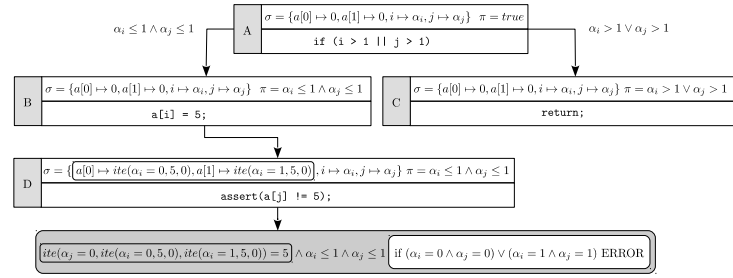 α_i ≤ 1 ∧ α_j ≤ 1
A
σ = {a[0] ↦ 0, a[1] ↦ 0, i ↦ α_i, j ↦ α_j} π = true
if (i > 1 || j > 1)
α_i > 1 ∨ α_j > 1
B
σ = {a[0] ↦ 0, a[1] ↦ 0, i ↦ α_i, j ↦ α_j} π = α_i ≤ 1 ∧ α_j ≤ 1
a[i] = 5;
C
σ = {a[0] ↦ 0, a[1] ↦ 0, i ↦ α_i, j ↦ α_j} π = α_i > 1 ∨ α_j > 1
return;
D
σ = {a[0] ↦ ite(α_i = 0, 5, 0), a[1] ↦ ite(α_i = 1, 5, 0), i ↦ α_i, j ↦ α_j} π = α_i ≤ 1 ∧ α_j ≤ 1
assert(a[j] != 5);
ite(α_j = 0, ite(α_i = 0, 5, 0), ite(α_i = 1, 5, 0)) = 5 ∧ α_i ≤ 1 ∧ α_j ≤ 1 if (α_i = 0 ∧ α_j = 0) ∨ (α_i = 1 ∧ α_j = 1) ERROR